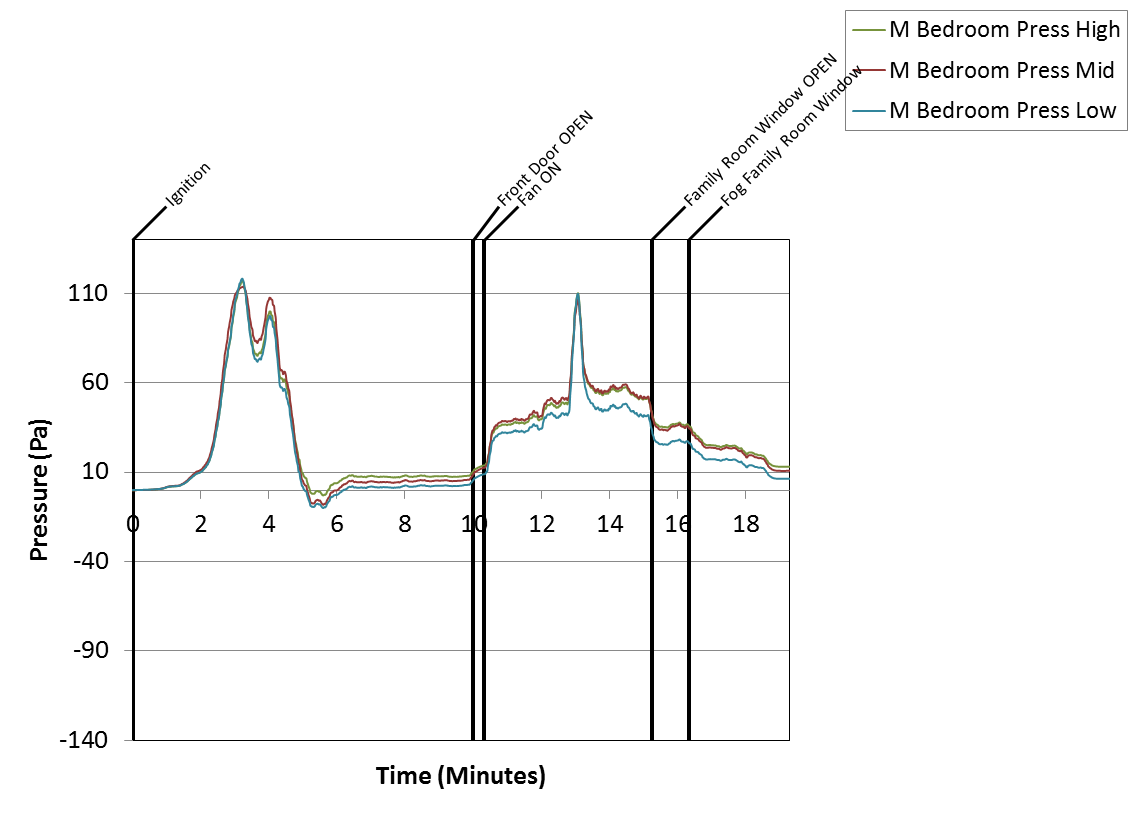 M Bedroom Press High
M Bedroom Press Mid
M Bedroom Press Low
Ignition
Front Door OPEN
Fan ON
Family Room Window OPEN
Fog Family Room Window
110
60
10
-40
-90
-140
0 2 4 6 8 10 12 14 16 18
Pressure (Pa)
Time (Minutes)